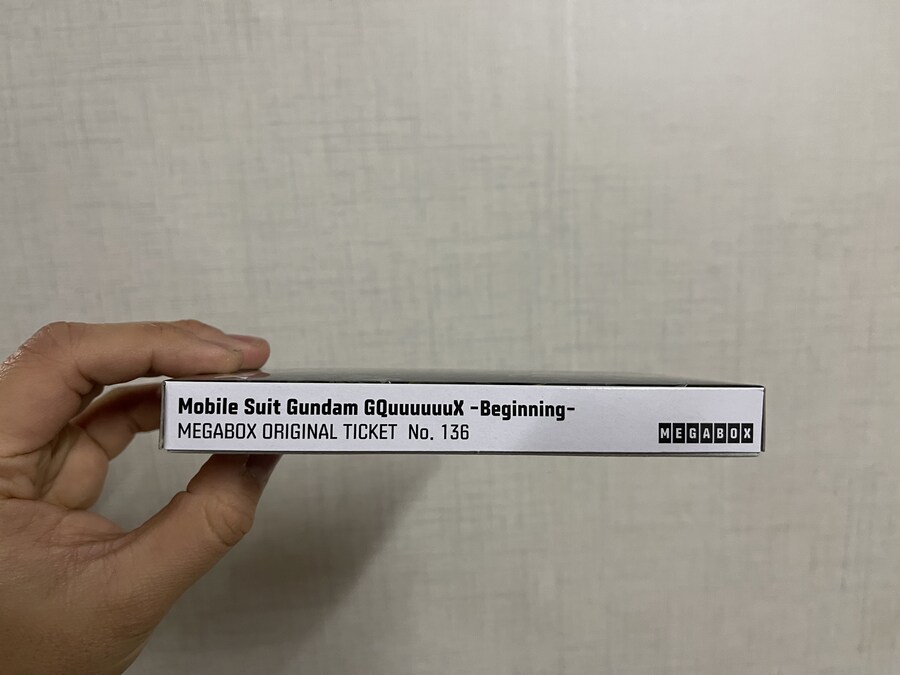 Mobile Suit Gundam GQuuuuuuX -Beginning-
MEGABOX ORIGINAL TICKET No. 136
MEGABOX